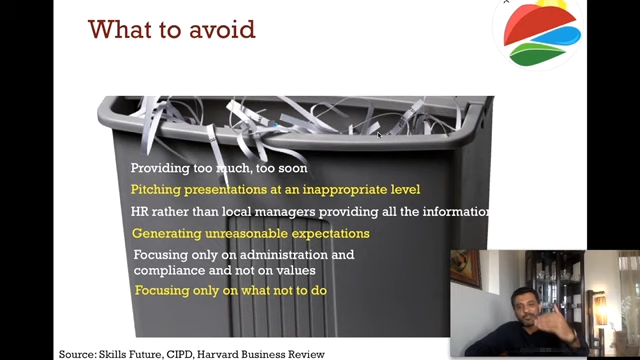 What to avoid
Providing too much, too soon
Pitching presentations at an inappropriate level
HR rather than local managers providing all the information
Generating unreasonable expectations
Focusing only on administration and
compliance and not on values
Focusing only on what not to do
Source: Skills Future, CIPD, Harvard Business Review